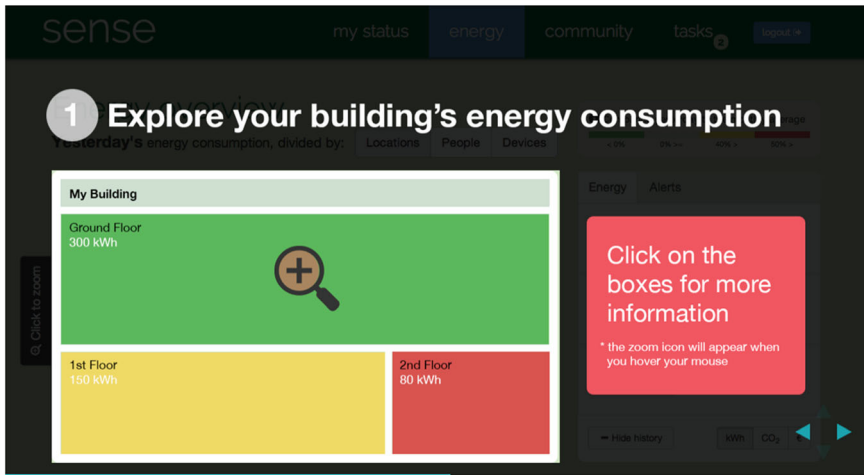 sense
my status energy community tasks 2 logout
1 Explore your building's energy consumption
Yesterday's energy consumption, divided by: Locations People Devices
Energy Alerts
My Building
Ground Floor
300 kWh
1st Floor
150 kWh
2nd Floor
80 kWh
Click on the
boxes for more
information
* the zoom icon will appear when
you hover your mouse
Click to zoom
Hide history kWh CO₂